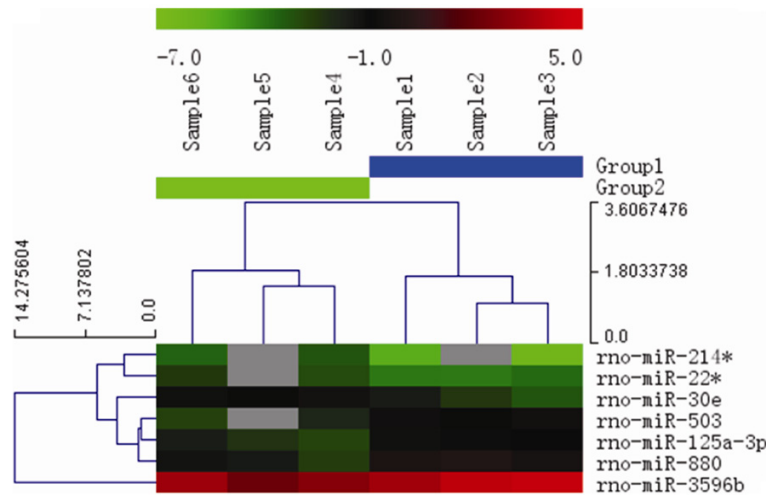 -7.0 -1.0 5.0
Sample6 Sample5 Sample4 Sample1 Sample2 Sample3
Group1
Group2
3.6067476
1.8033738
0.0
14.275604 7.137802 0.0
rno-miR-214*
rno-miR-22*
rno-miR-30e
rno-miR-503
rno-miR-125a-3p
rno-miR-880
rno-miR-3596b